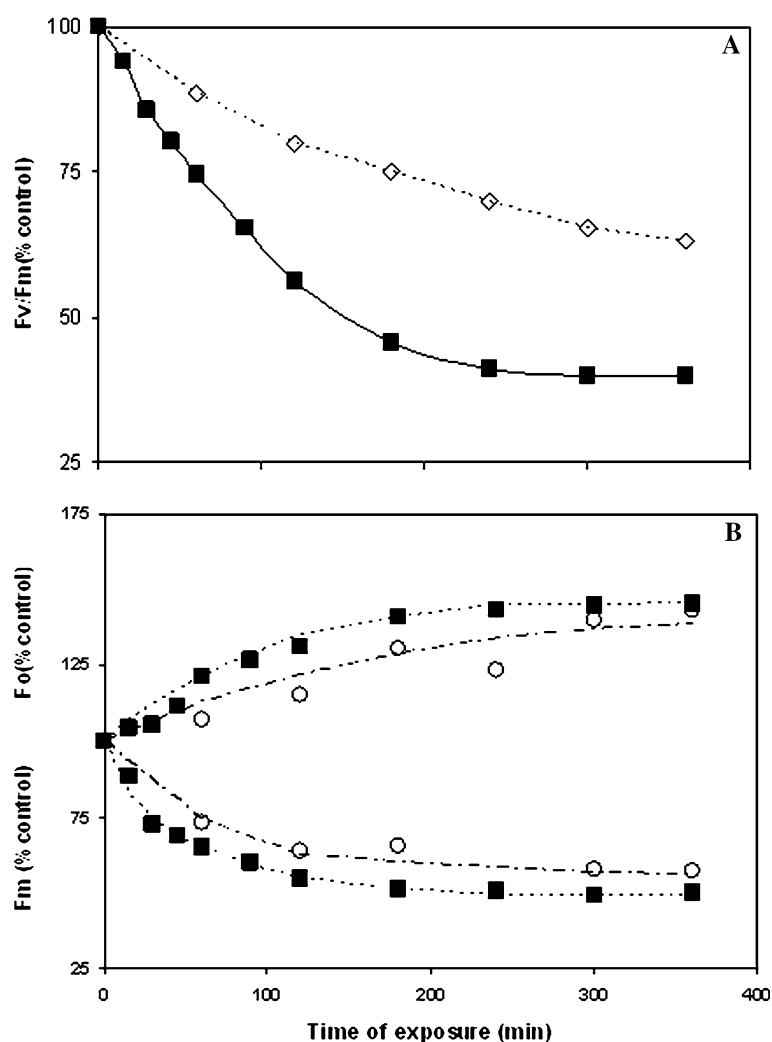 100
A
75
Fv/Fm(% control)
50
25
175
B
Fo(% control)
125
75
Fm (% control)
25
0 100 200 300 400
Time of exposure (min)